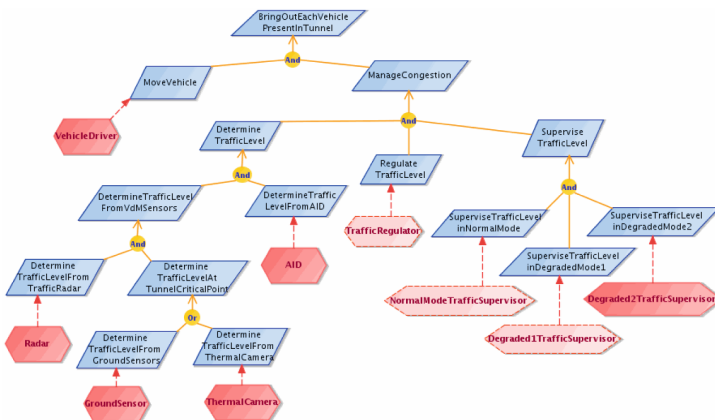 BringOutEachVehicle
PresentInTunnel
And
MoveVehicle
ManageCongestion
VehicleDriver
And
Determine
TrafficLevel
Supervise
TrafficLevel
Regulate
TrafficLevel
And
And
DetermineTrafficLevel
FromVdMSensors
DetermineTraffic
LevelFromAID
SuperviseTrafficLevel
inNormalMode
SuperviseTrafficLevel
inDegradedMode2
TrafficRegulator
And
SuperviseTrafficLevel
inDegradedMode1
AID
Determine
TrafficLevelFrom
TrafficRadar
Determine
TrafficLevelAt
TunnelCriticalPoint
NormalModeTrafficSupervisor
Degraded2TrafficSupervisor
Or
Radar
Degraded1TrafficSupervisor
Determine
TrafficLevelFrom
GroundSensors
Determine
TrafficLevelFrom
ThermalCamera
GroundSensor
ThermalCamera